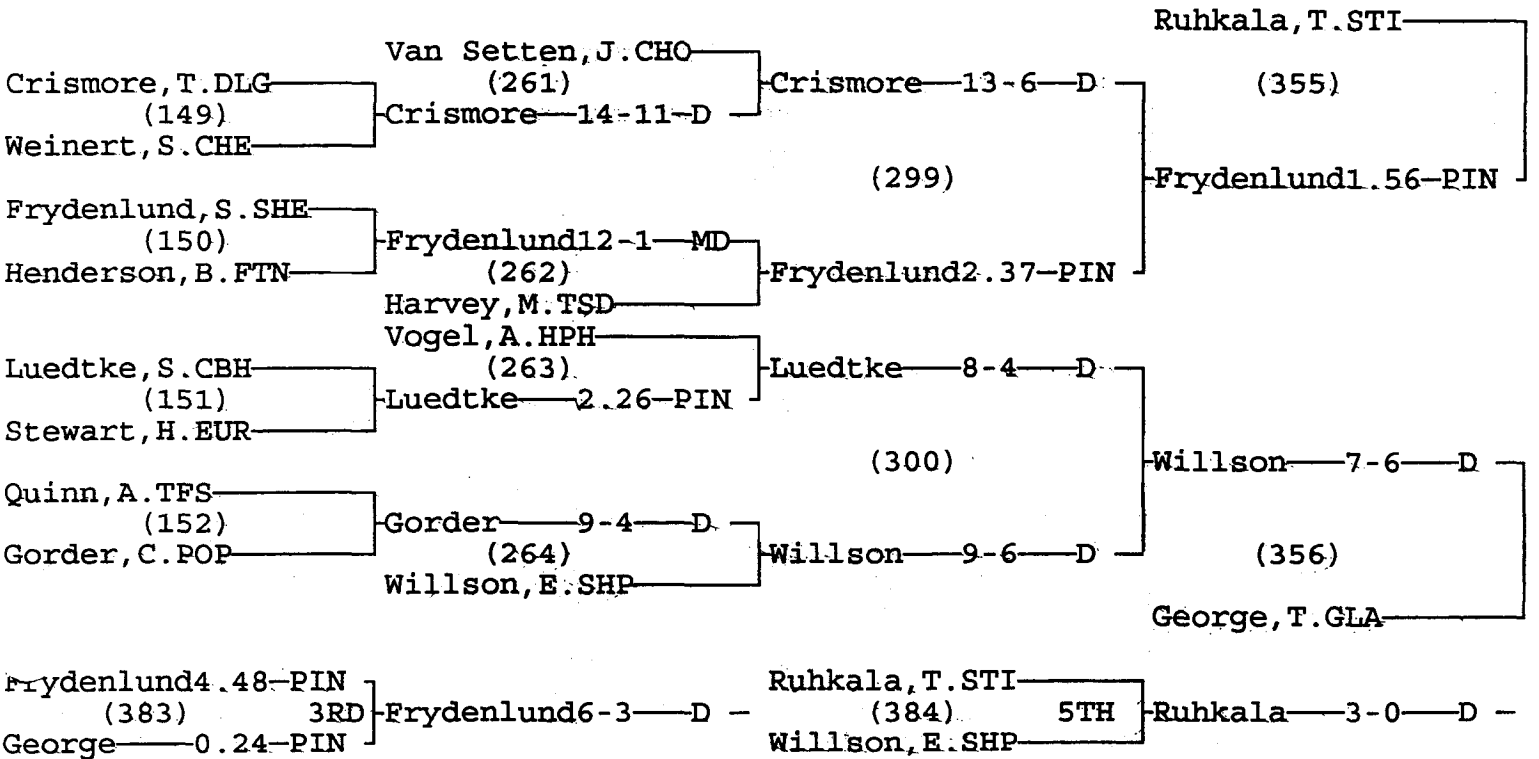 Ruhkala,T.STI
Van Setten,J.CHO
Crismore,T.DLG (261) Crismore 13-6 D (355)
(149) Crismore 14-11 D
Weinert,S.CHE
(299) Frydenlund1.56 PIN
Frydenlund,S.SHE
(150) Frydenlund12-1 MD
Henderson,B.FTN (262) Frydenlund2.37 PIN
Harvey,M.TSD
Vogel,A.HPH
Luedtke,S.CBH (263) Luedtke 8-4 D
(151) Luedtke 2.26 PIN
Stewart,H.EUR
(300) Willson 7-6 D
Quinn,A.TFS
(152) Gorder 9-4 D
Gorder,C.POP (264) Willson 9-6 D (356)
Willson,E.SHP
George,T.GLA
Frydenlund4.48 PIN Ruhkala,T.STI
(383) 3RD Frydenlund6-3 D (384) 5TH Ruhkala 3-0 D
George 0.24 PIN Willson,E.SHP